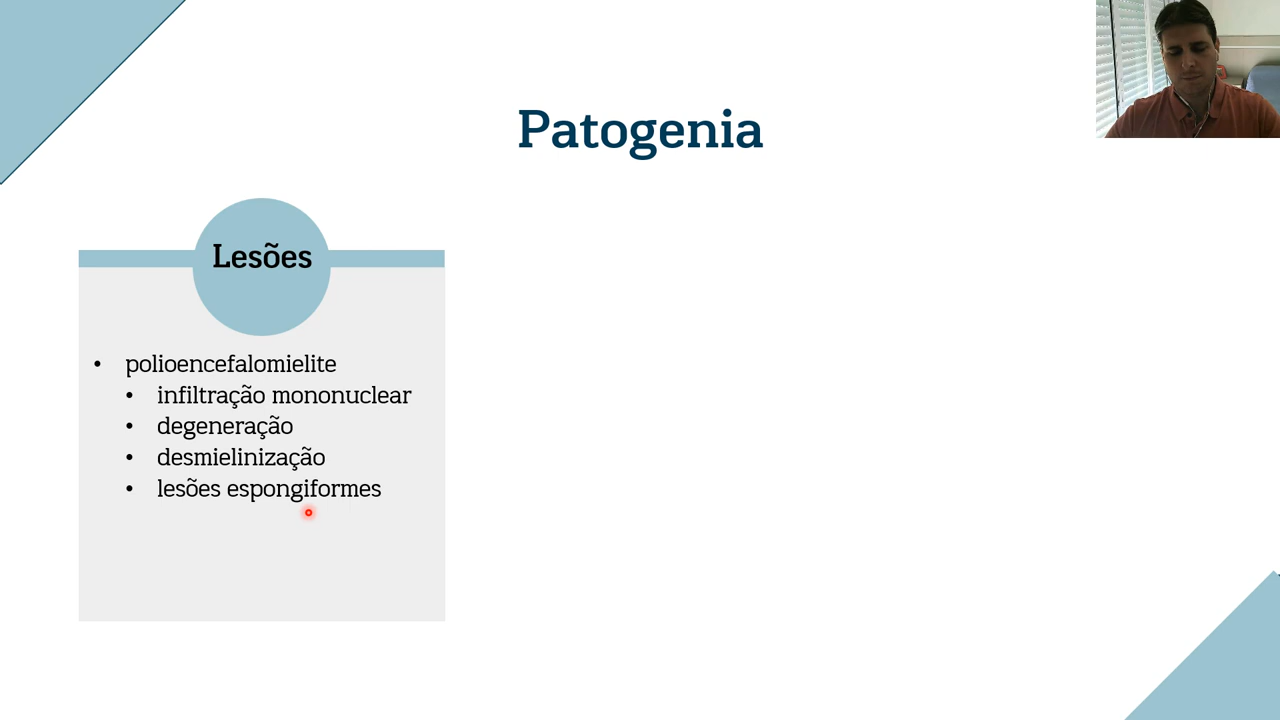 Patogenia
Lesões
• polioencefalomielite
• infiltração mononuclear
• degeneração
• desmielinização
• lesões espongiformes